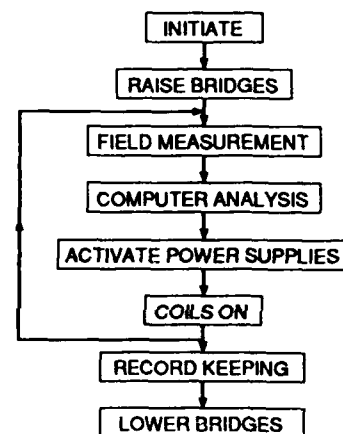 INITIATE
RAISE BRIDGES
FIELD MEASUREMENT
COMPUTER ANALYSIS
ACTIVATE POWER SUPPLIES
COILS ON
RECORD KEEPING
LOWER BRIDGES